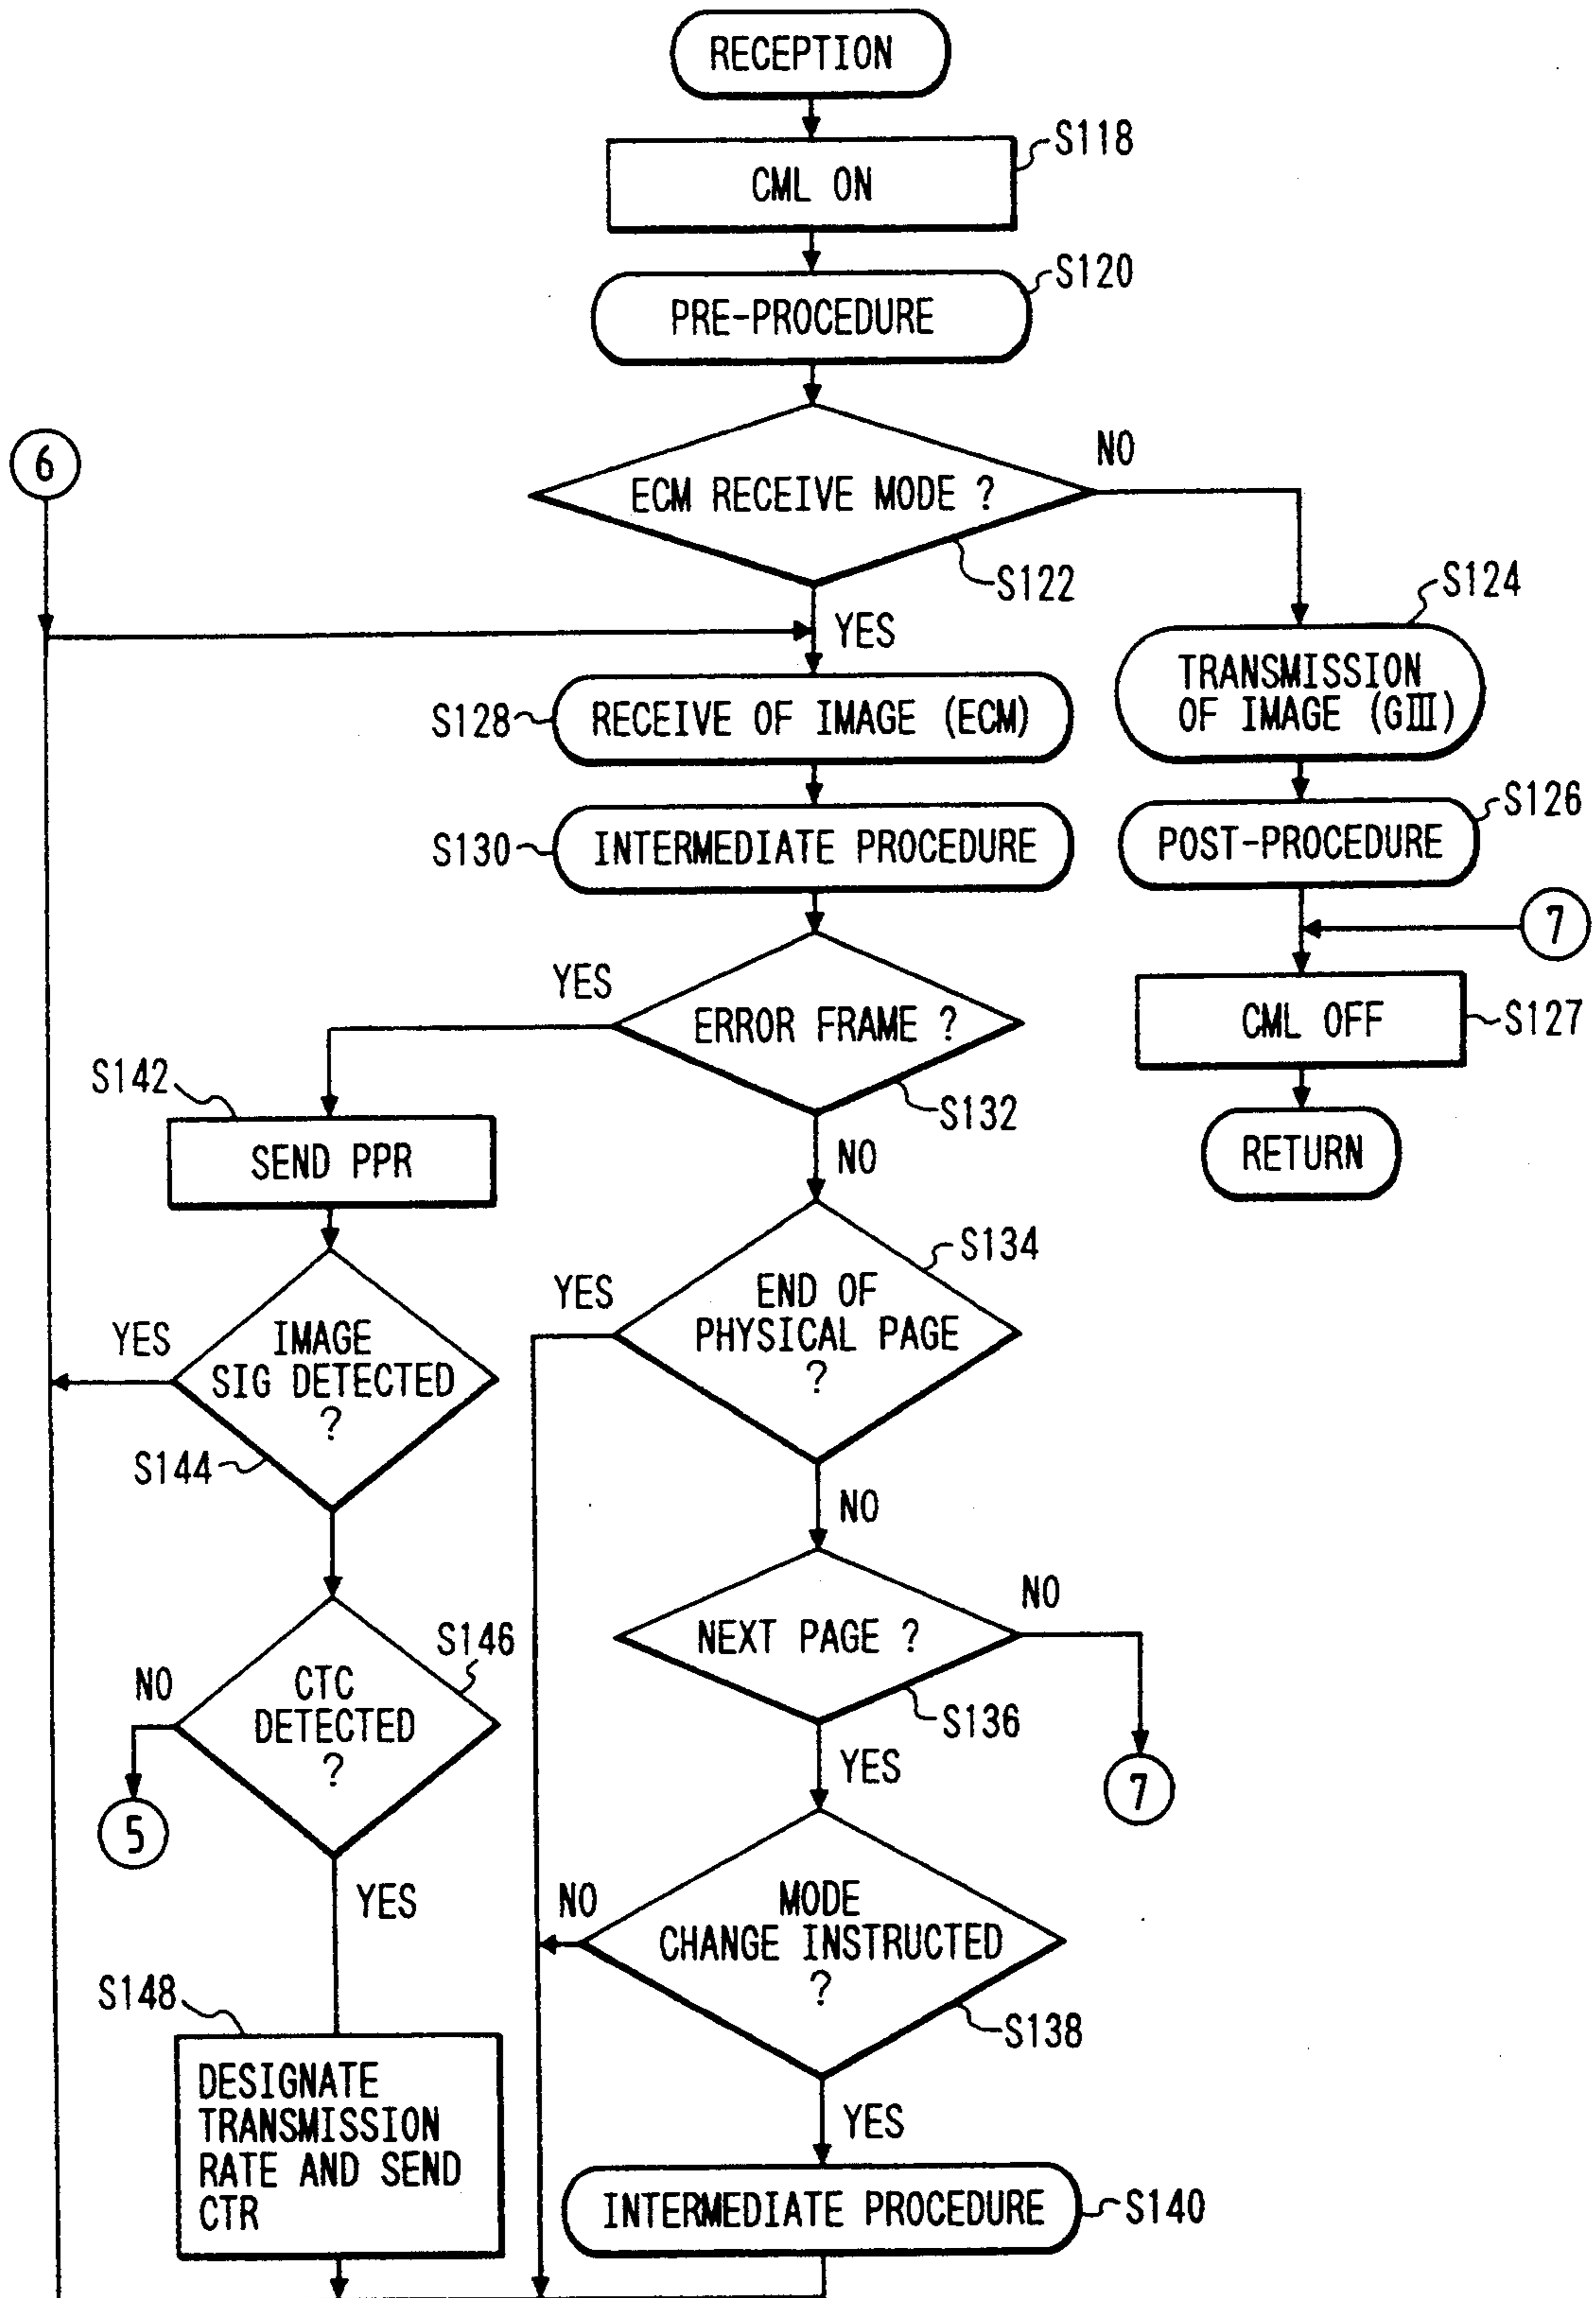 RECEPTION
S118
CML ON
S120
PRE-PROCEDURE
6
NO
ECM RECEIVE MODE ?
S122
YES
S124
TRANSMISSION
OF IMAGE (GIII)
S128
RECEIVE OF IMAGE (ECM)
S126
POST-PROCEDURE
S130
INTERMEDIATE PROCEDURE
7
YES
ERROR FRAME ?
CML OFF
S127
S142
S132
SEND PPR
NO
RETURN
S134
YES
END OF
PHYSICAL PAGE
?
YES
IMAGE
SIG DETECTED
?
S144
NO
NO
NEXT PAGE ?
S146
NO
CTC
DETECTED
?
S136
YES
7
5
YES
NO
MODE
CHANGE INSTRUCTED
?
S148
S138
DESIGNATE
TRANSMISSION
RATE AND SEND
CTR
YES
INTERMEDIATE PROCEDURE
S140